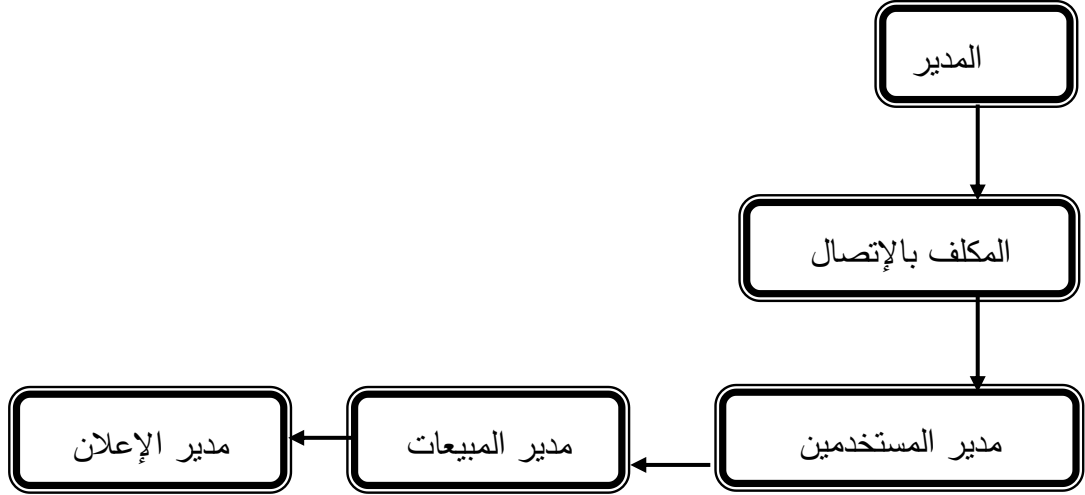 المدير
المكلف بالإتصال
مدير المستخدمين
مدير المبيعات
مدير الإعلان